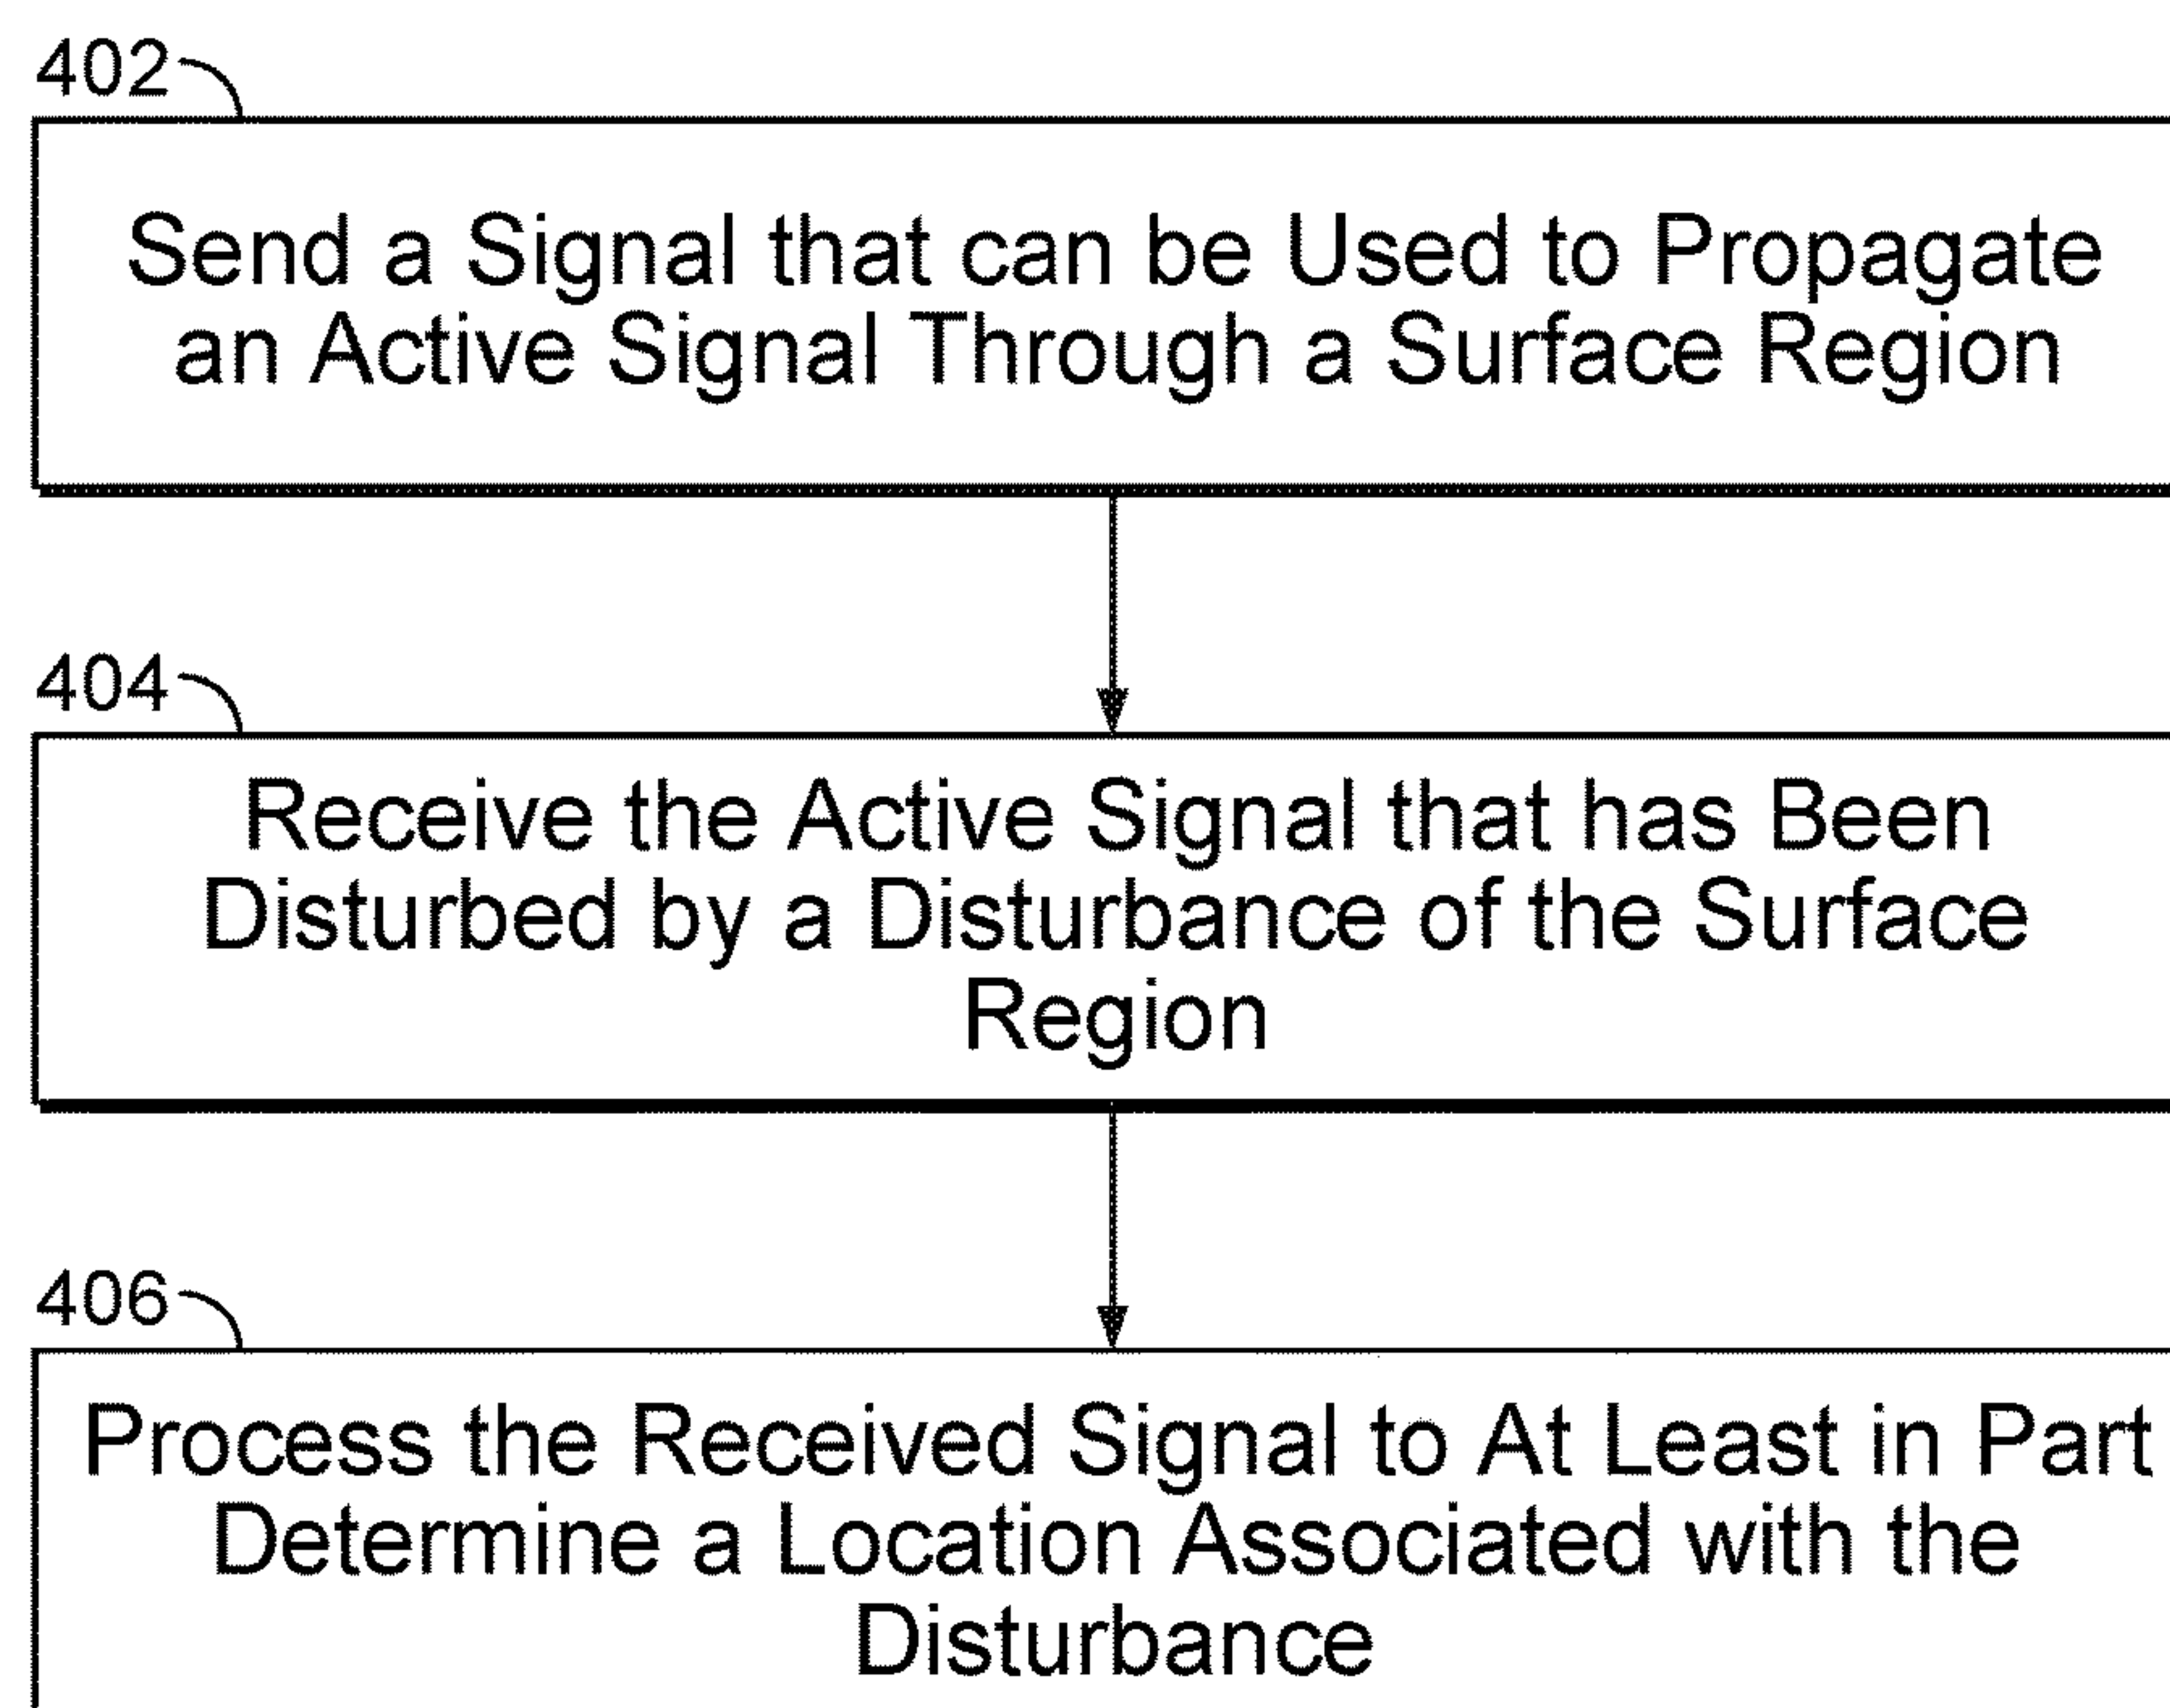 402
Send a Signal that can be Used to Propagate
an Active Signal Through a Surface Region
404
Receive the Active Signal that has Been
Disturbed by a Disturbance of the Surface
Region
406
Process the Received Signal to At Least in Part
Determine a Location Associated with the
Disturbance